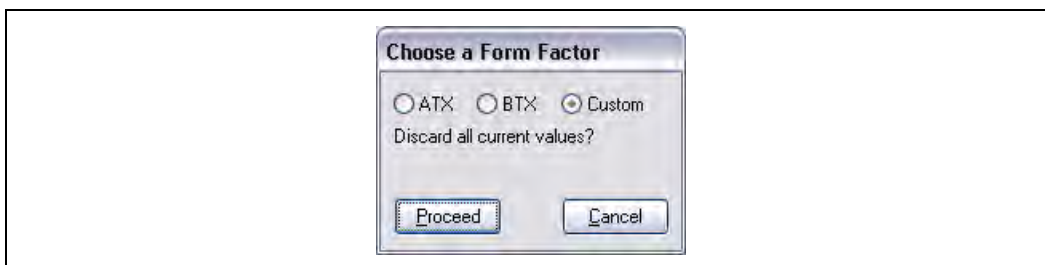 Choose a Form Factor
ATX BTX Custom
Discard all current values?
Proceed Cancel